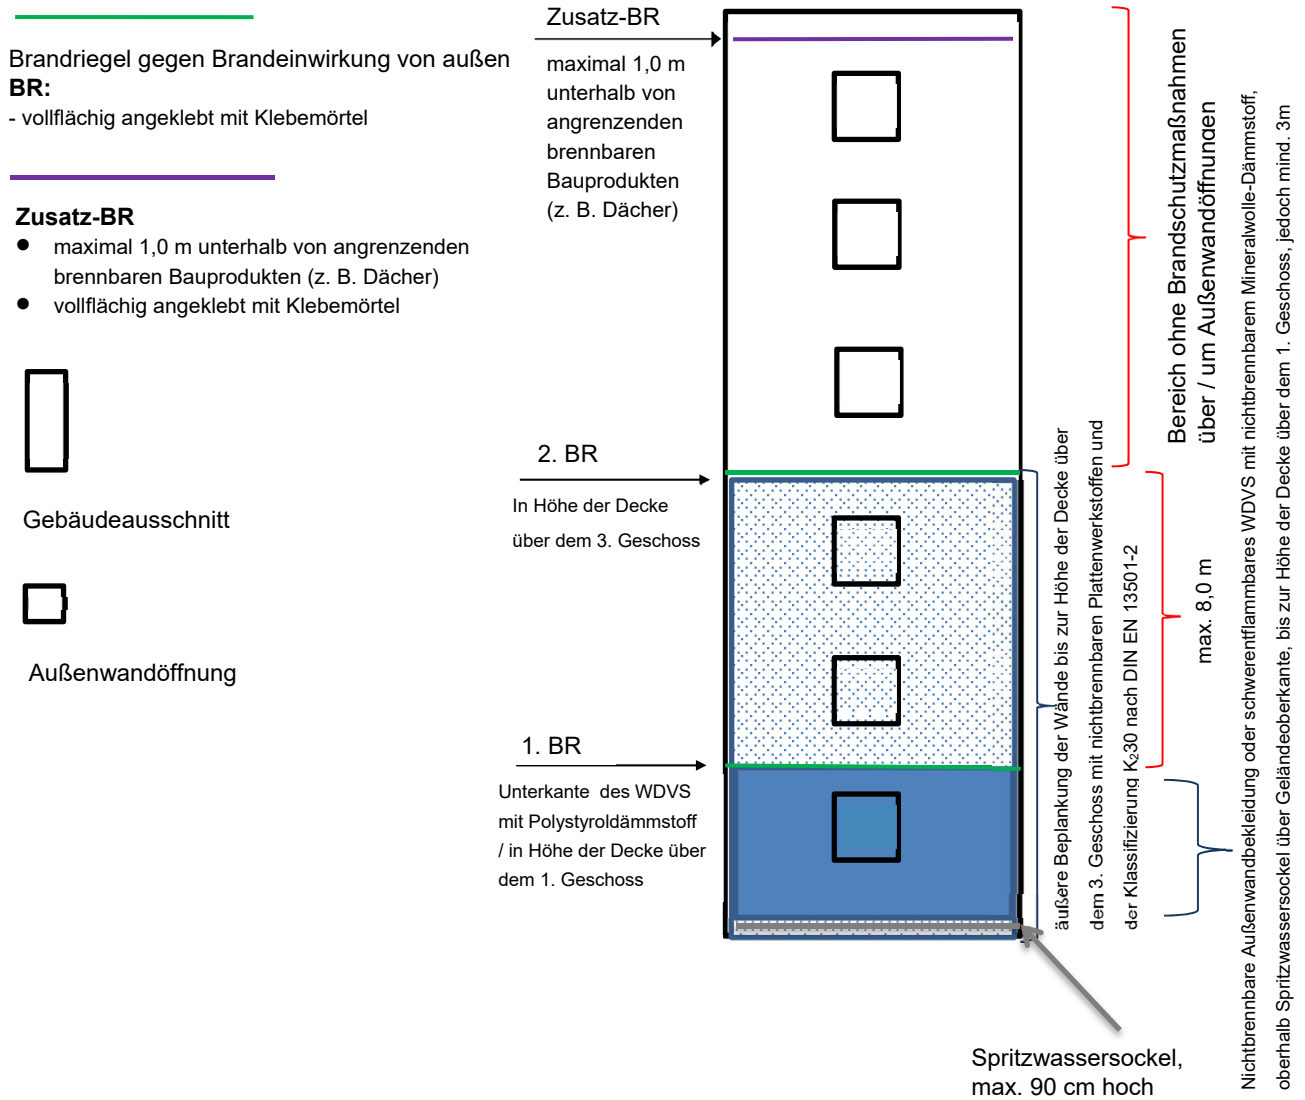 Brandriegel gegen Brandeinwirkung von außen
BR:
- vollflächig angeklebt mit Klebemörtel
Zusatz-BR
● maximal 1,0 m unterhalb von angrenzenden
brennbaren Bauprodukten (z. B. Dächer)
● vollflächig angeklebt mit Klebemörtel
Gebäudeausschnitt
Außenwandöffnung
Zusatz-BR
maximal 1,0 m
unterhalb von
angrenzenden
brennbaren
Bauprodukten
(z. B. Dächer)
2. BR
In Höhe der Decke
über dem 3. Geschoss
1. BR
Unterkante des WDVS
mit Polystyroldämmstoff
/ in Höhe der Decke über
dem 1. Geschoss
äußere Beplankung der Wände bis zur Höhe der Decke über
dem 3. Geschoss mit nichtbrennbaren Plattenwerkstoffen und
der Klassifizierung K₂30 nach DIN EN 13501-2
Bereich ohne Brandschutzmaßnahmen
über / um Außenwandöffnungen
max. 8,0 m
Nichtbrennbare Außenwandbekleidung oder schwerentflammbares WDVS mit nichtbrennbarem Mineralwolle-Dämmstoff,
oberhalb Spritzwassersockel über Geländeoberkante, bis zur Höhe der Decke über dem 1. Geschoss, jedoch mind. 3m
Spritzwassersockel,
max. 90 cm hoch